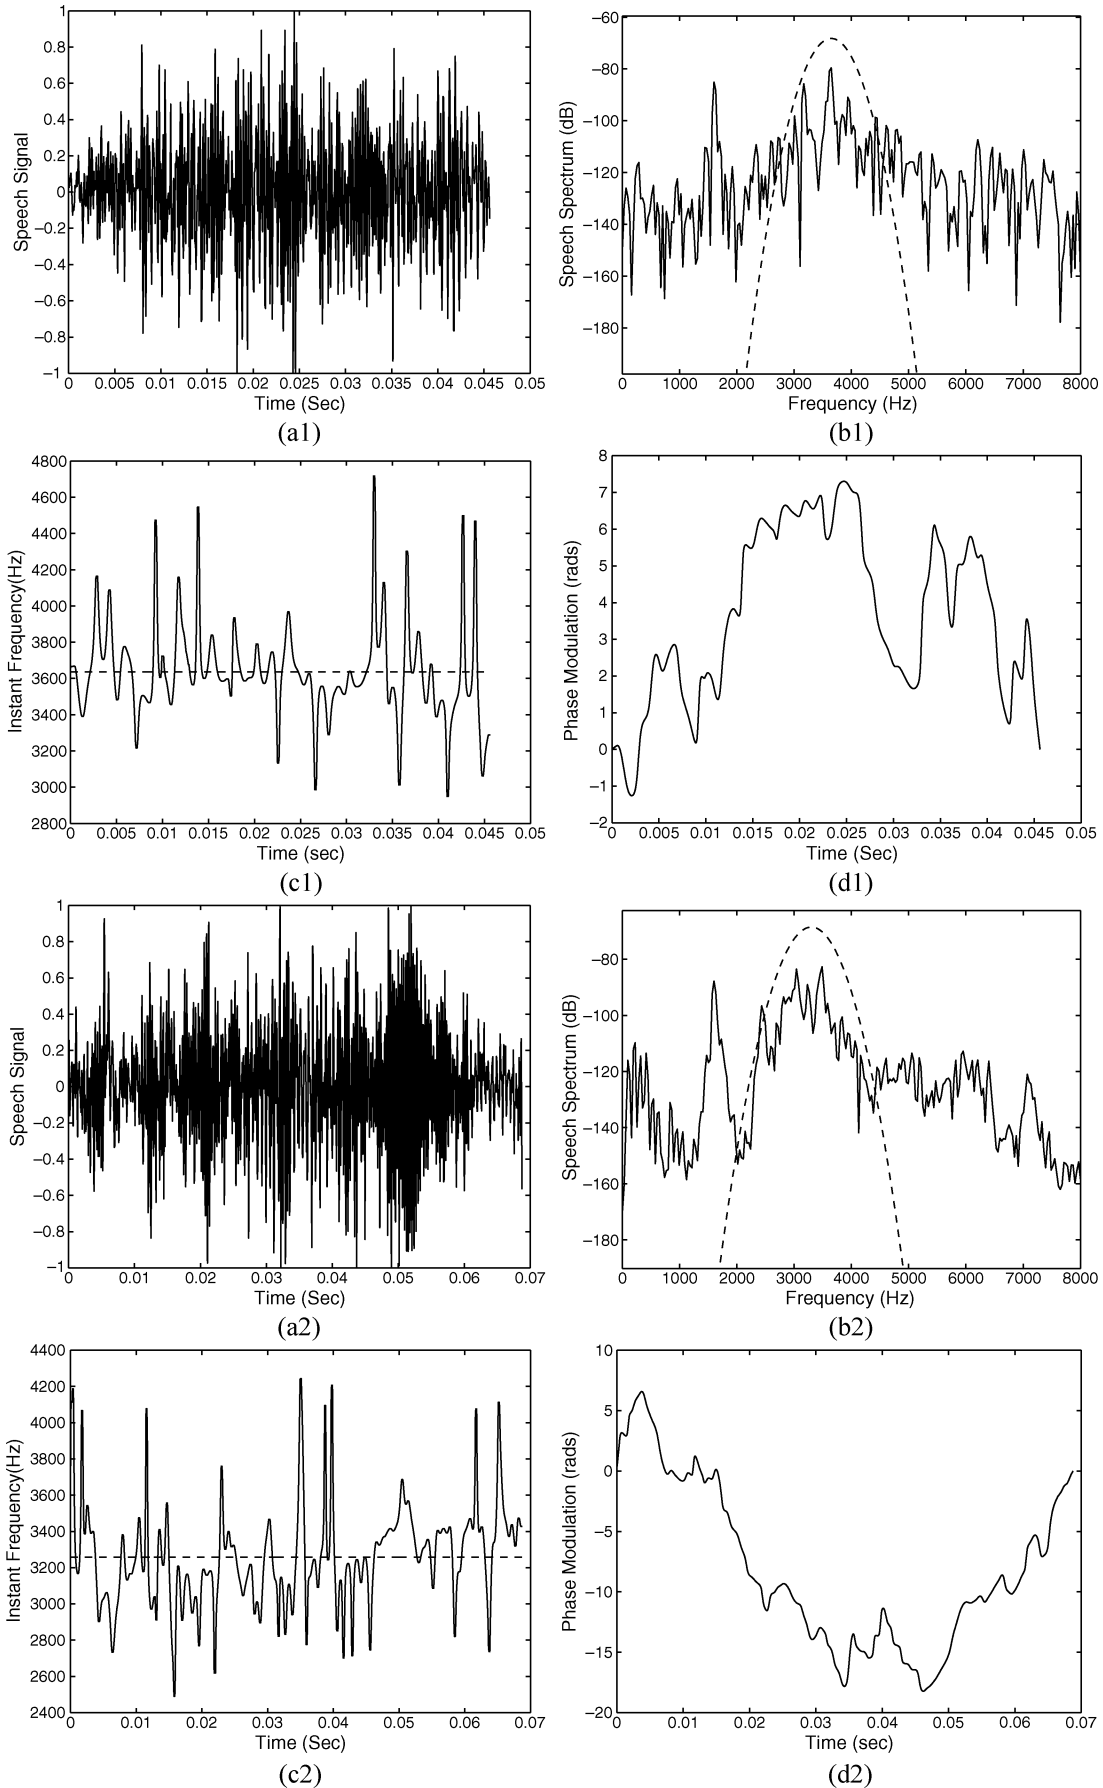 1
0.8
0.6
0.4
0.2
0
−0.2
−0.4
−0.6
−0.8
−1
Speech Signal
0 0.005 0.01 0.015 0.02 0.025 0.03 0.035 0.04 0.045 0.05
Time (Sec)
(a1)
−60
−80
−100
−120
−140
−160
−180
Speech Spectrum (dB)
0 1000 2000 3000 4000 5000 6000 7000 8000
Frequency (Hz)
(b1)
4800
4600
4400
4200
4000
3800
3600
3400
3200
3000
2800
Instant Frequency(Hz)
0 0.005 0.01 0.015 0.02 0.025 0.03 0.035 0.04 0.045 0.05
Time (sec)
(c1)
8
7
6
5
4
3
2
1
0
−1
−2
Phase Modulation (rads)
0 0.005 0.01 0.015 0.02 0.025 0.03 0.035 0.04 0.045 0.05
Time (Sec)
(d1)
1
0.8
0.6
0.4
0.2
0
−0.2
−0.4
−0.6
−0.8
−1
Speech Signal
0 0.01 0.02 0.03 0.04 0.05 0.06 0.07
Time (Sec)
(a2)
−80
−100
−120
−140
−160
−180
Speech Spectrum (dB)
0 1000 2000 3000 4000 5000 6000 7000 8000
Frequency (Hz)
(b2)
4400
4200
4000
3800
3600
3400
3200
3000
2800
2600
2400
Instant Frequency(Hz)
0 0.01 0.02 0.03 0.04 0.05 0.06 0.07
Time (Sec)
(c2)
10
5
0
−5
−10
−15
−20
Phase Modulation (rads)
0 0.01 0.02 0.03 0.04 0.05 0.06 0.07
Time (sec)
(d2)